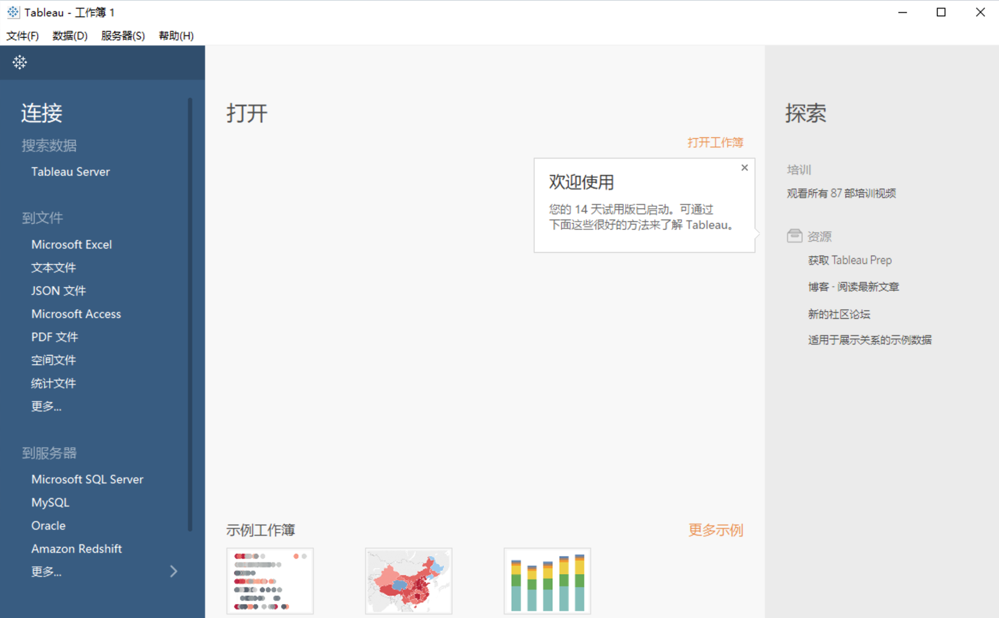 Tableau - 工作簿 1
文件(F) 数据(D) 服务器(S) 帮助(H)
连接
搜索数据
Tableau Server
到文件
Microsoft Excel
文本文件
JSON 文件
Microsoft Access
PDF 文件
空间文件
统计文件
更多...
到服务器
Microsoft SQL Server
MySQL
Oracle
Amazon Redshift
更多...
打开
打开工作簿
欢迎使用
您的 14 天试用版已启动。可通过
下面这些很好的方法来了解 Tableau。
示例工作簿
更多示例
探索
培训
观看所有 87 部培训视频
资源
获取 Tableau Prep
博客 - 阅读最新文章
新的社区论坛
适用于展示关系的示例数据